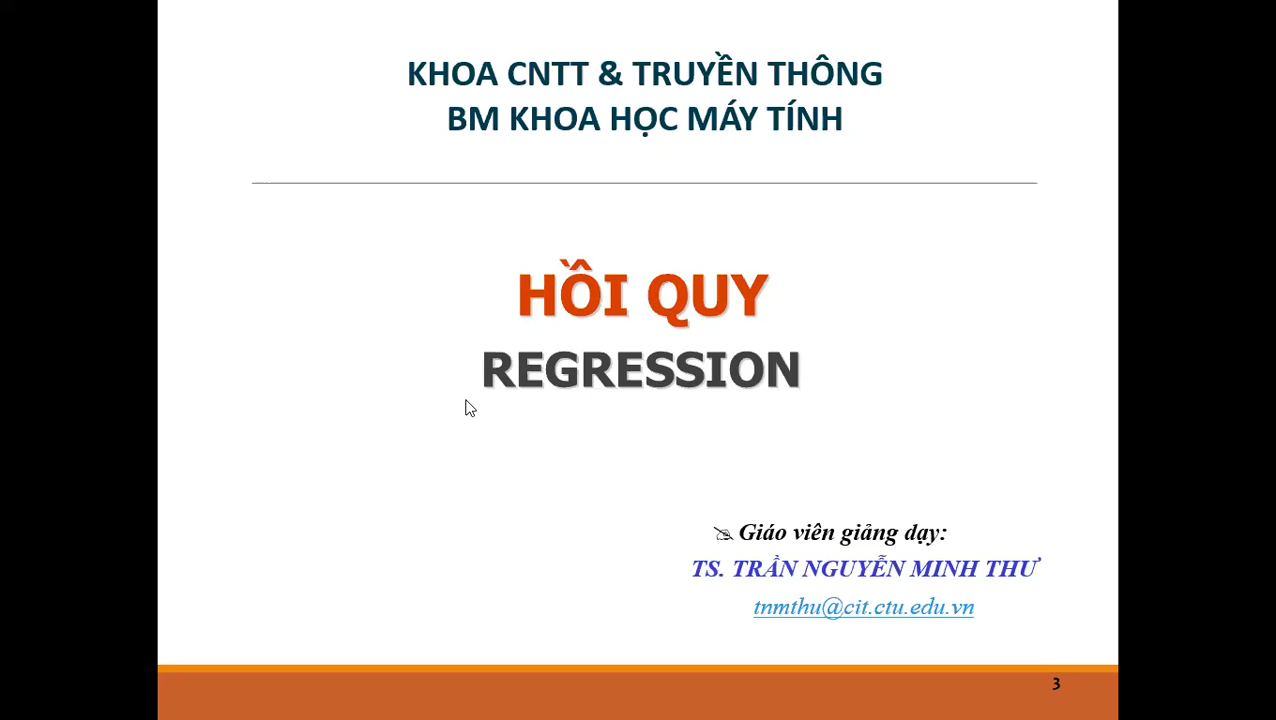 KHOA CNTT & TRUYỀN THÔNG
BM KHOA HỌC MÁY TÍNH
HỒI QUY
REGRESSION
Giáo viên giảng dạy:
TS. TRẦN NGUYỄN MINH THƯ
tnmthu@cit.ctu.edu.vn
3